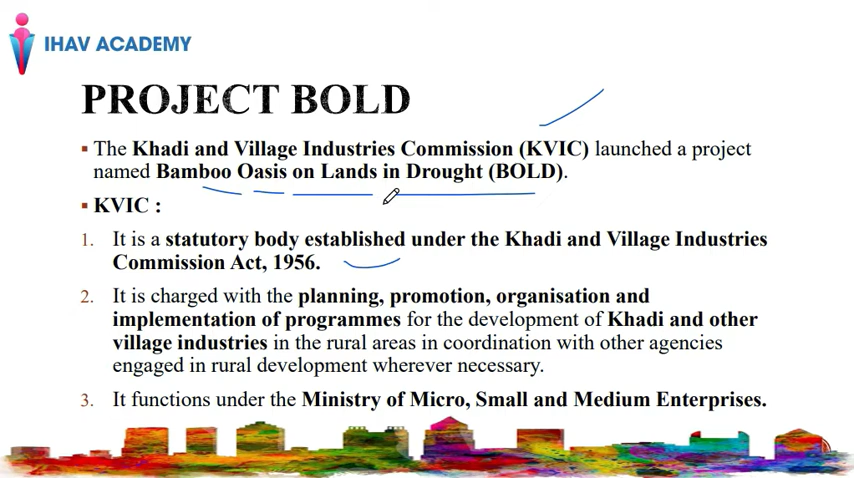 IHAV ACADEMY
PROJECT BOLD
▪ The Khadi and Village Industries Commission (KVIC) launched a project
named Bamboo Oasis on Lands in Drought (BOLD).
▪ KVIC :
1. It is a statutory body established under the Khadi and Village Industries
Commission Act, 1956.
2. It is charged with the planning, promotion, organisation and
implementation of programmes for the development of Khadi and other
village industries in the rural areas in coordination with other agencies
engaged in rural development wherever necessary.
3. It functions under the Ministry of Micro, Small and Medium Enterprises.